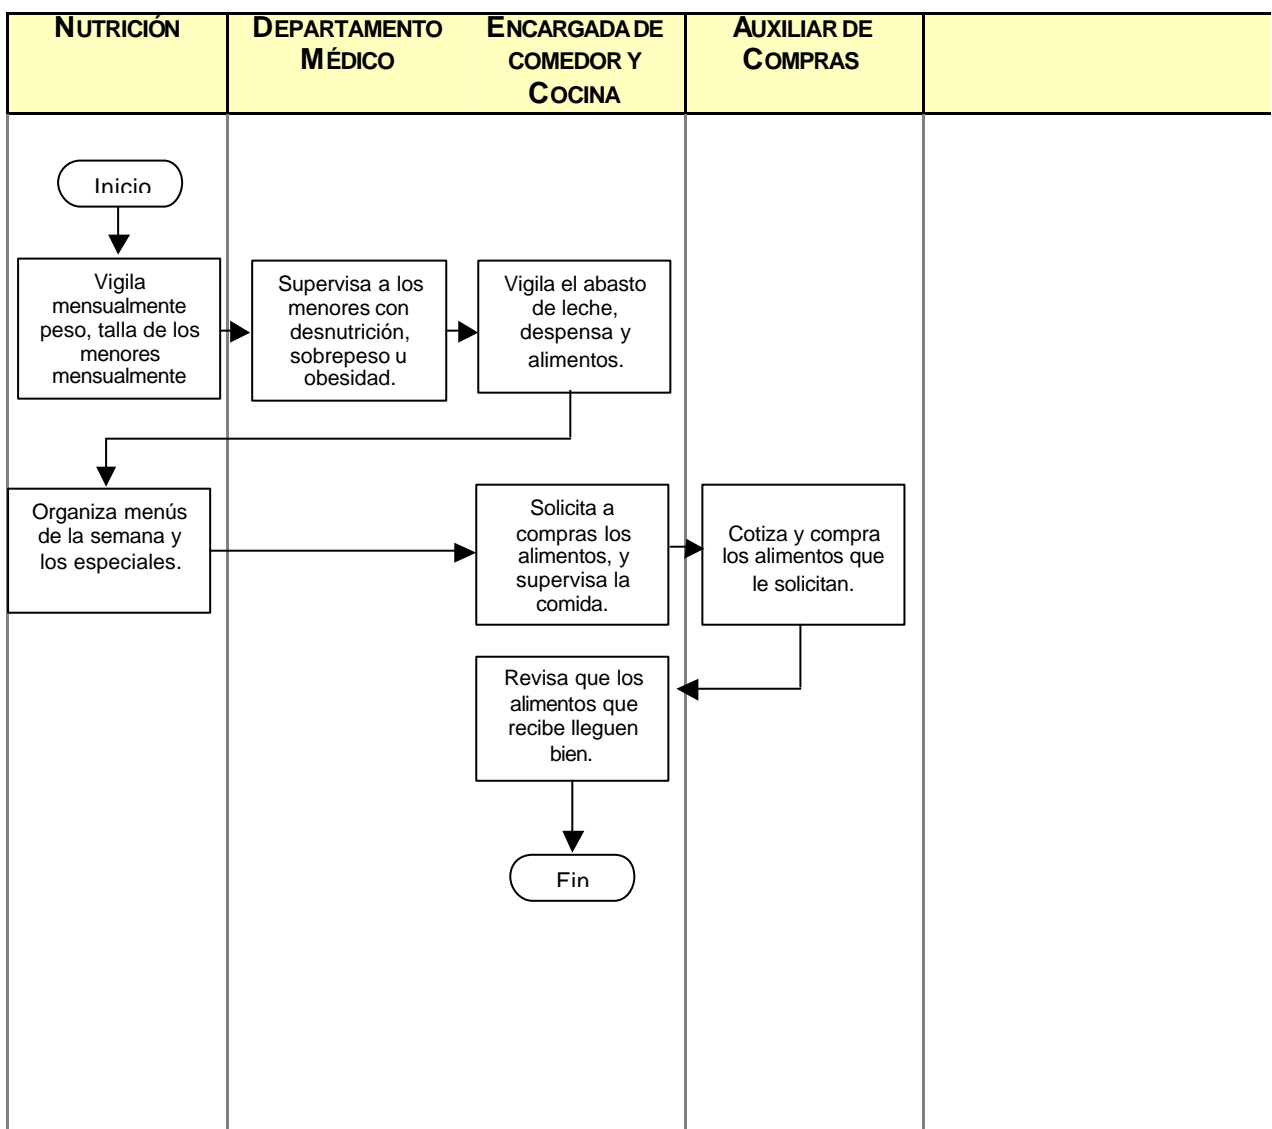 NUTRICIÓN
DEPARTAMENTO
MÉDICO
ENCARGADA DE
COMEDOR Y
COCINA
AUXILIAR DE
COMPRAS
Inicio
Vigila
mensualmente
peso, talla de los
menores
mensualmente
Supervisa a los
menores con
desnutrición,
sobrepeso u
obesidad.
Vigila el abasto
de leche,
despensa y
alimentos.
Organiza menús
de la semana y
los especiales.
Solicita a
compras los
alimentos, y
supervisa la
comida.
Cotiza y compra
los alimentos que
le solicitan.
Revisa que los
alimentos que
recibe lleguen
bien.
Fin